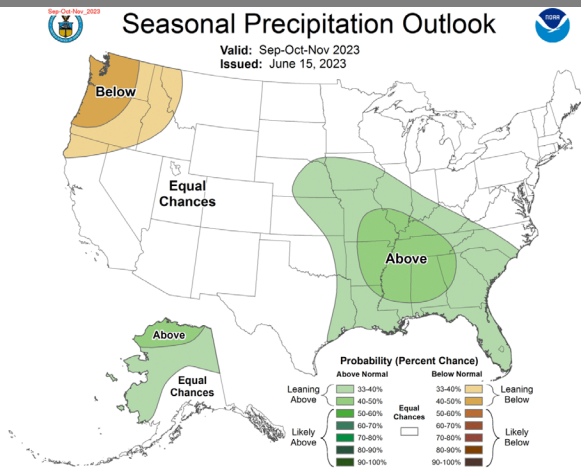 Sep-Oct-Nov_2023
Seasonal Precipitation Outlook
NOAA
Valid: Sep-Oct-Nov 2023
Issued: June 15, 2023
Below
Equal
Chances
Above
Above
Equal
Chances
Probability (Percent Chance)
Above Normal
Below Normal
Leaning
Above
33-40%
40-50%
50-60%
60-70%
70-80%
80-90%
90-100%
Likely
Above
Equal
Chances
33-40%
40-50%
50-60%
60-70%
70-80%
80-90%
90-100%
Leaning
Below
Likely
Below